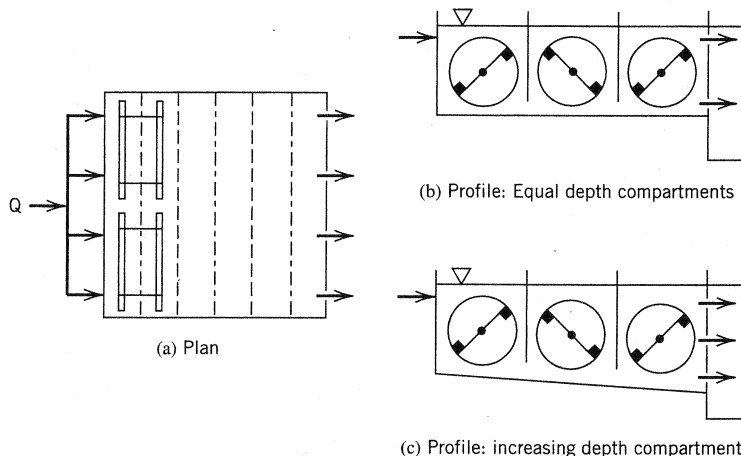 Q
(a) Plan
(b) Profile: Equal depth compartments
(c) Profile: increasing depth compartment